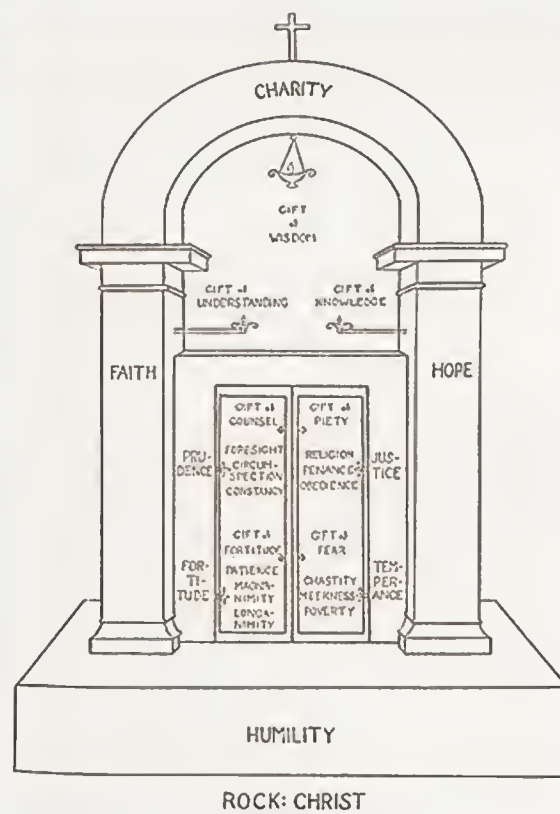 CHARITY
GIFT of
WISDOM
GIFT of
UNDERSTANDING
GIFT of
KNOWLEDGE
FAITH
HOPE
GIFT of
COUNSEL
GIFT of
PIETY
PRU-
DENCE
FORESIGHT
CIRCUM-
SPECTION
CONSTANCY
RELIGION
PENANCE
OBEDIENCE
JUS-
TICE
FOR-
TI-
TUDE
GIFT of
FORTITUDE
PATIENCE
MAGNA-
NIMITY
LONGA-
NIMITY
GIFT of
FEAR
CHASTITY
MEEKNESS
POVERTY
TEM-
PER-
ANCE
HUMILITY
ROCK: CHRIST